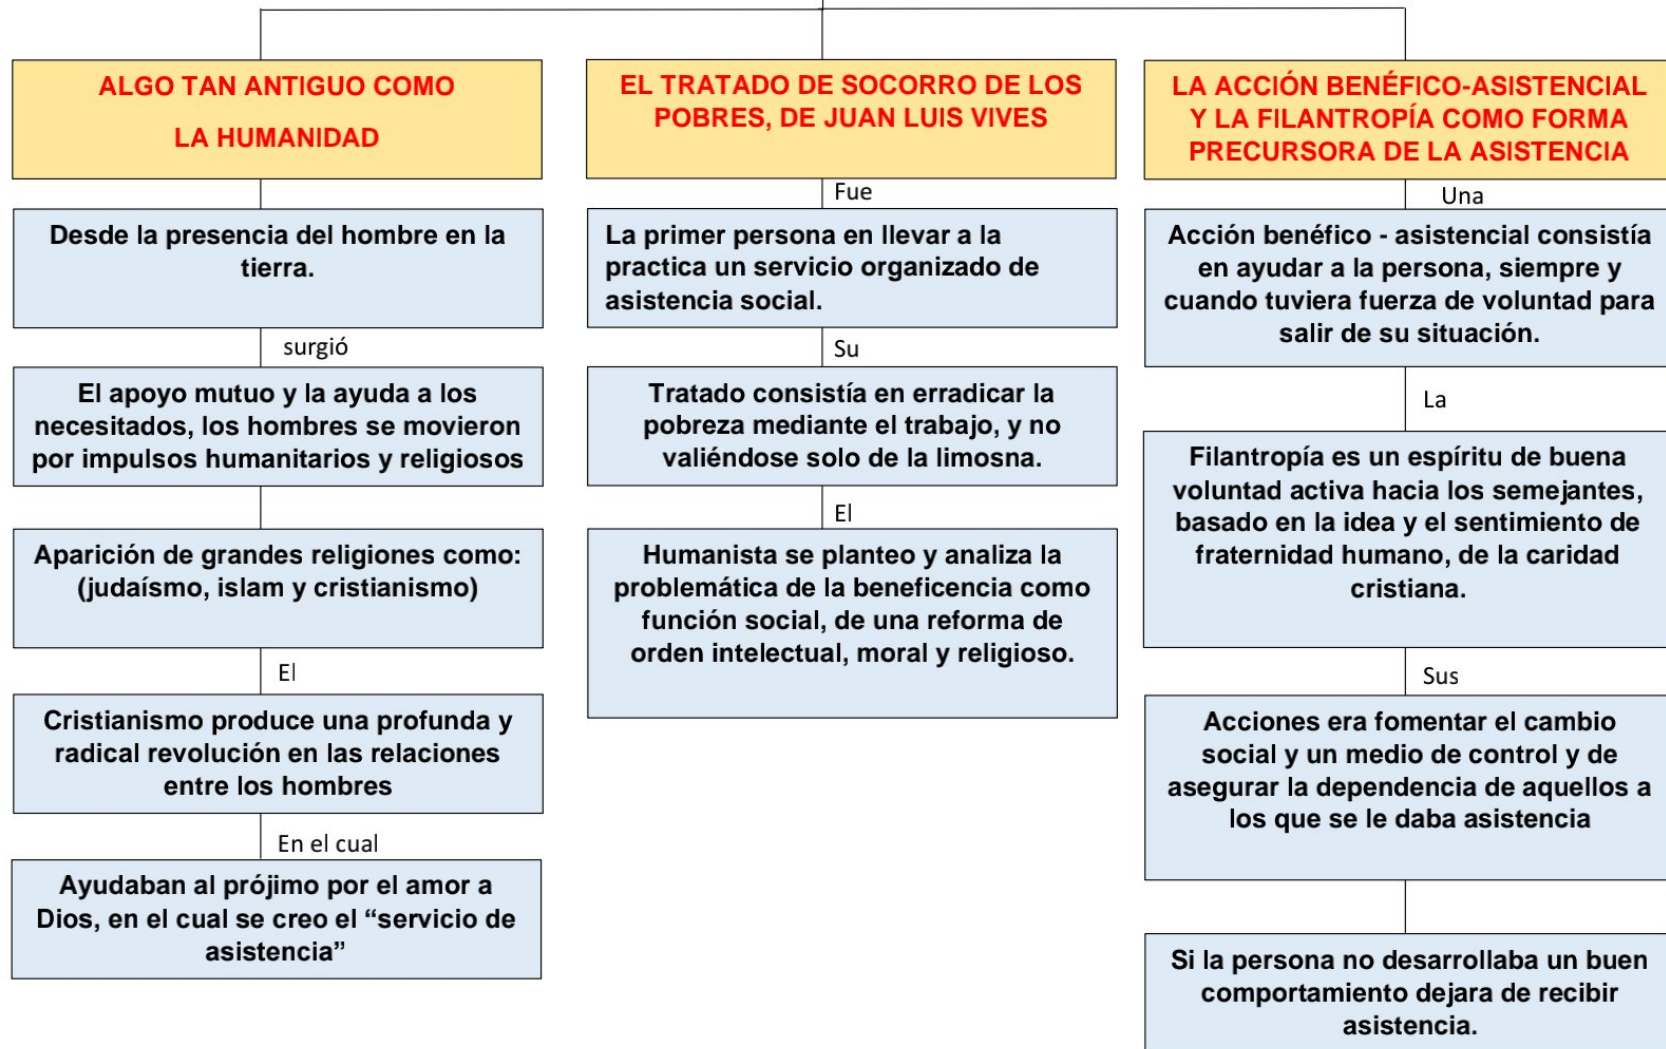 ALGO TAN ANTIGUO COMO
LA HUMANIDAD
Desde la presencia del hombre en la
tierra.
surgió
El apoyo mutuo y la ayuda a los
necesitados, los hombres se movieron
por impulsos humanitarios y religiosos
Aparición de grandes religiones como:
(judaísmo, islam y cristianismo)
El
Cristianismo produce una profunda y
radical revolución en las relaciones
entre los hombres
En el cual
Ayudaban al prójimo por el amor a
Dios, en el cual se creo el “servicio de
asistencia”
EL TRATADO DE SOCORRO DE LOS
POBRES, DE JUAN LUIS VIVES
Fue
La primer persona en llevar a la
practica un servicio organizado de
asistencia social.
Su
Tratado consistía en erradicar la
pobreza mediante el trabajo, y no
valiéndose solo de la limosna.
El
Humanista se planteo y analiza la
problemática de la beneficencia como
función social, de una reforma de
orden intelectual, moral y religioso.
LA ACCIÓN BENÉFICO-ASISTENCIAL
Y LA FILANTROPÍA COMO FORMA
PRECURSORA DE LA ASISTENCIA
Una
Acción benéfico - asistencial consistía
en ayudar a la persona, siempre y
cuando tuviera fuerza de voluntad para
salir de su situación.
La
Filantropía es un espíritu de buena
voluntad activa hacia los semejantes,
basado en la idea y el sentimiento de
fraternidad humano, de la caridad
cristiana.
Sus
Acciones era fomentar el cambio
social y un medio de control y de
asegurar la dependencia de aquellos a
los que se le daba asistencia
Si la persona no desarrollaba un buen
comportamiento dejara de recibir
asistencia.